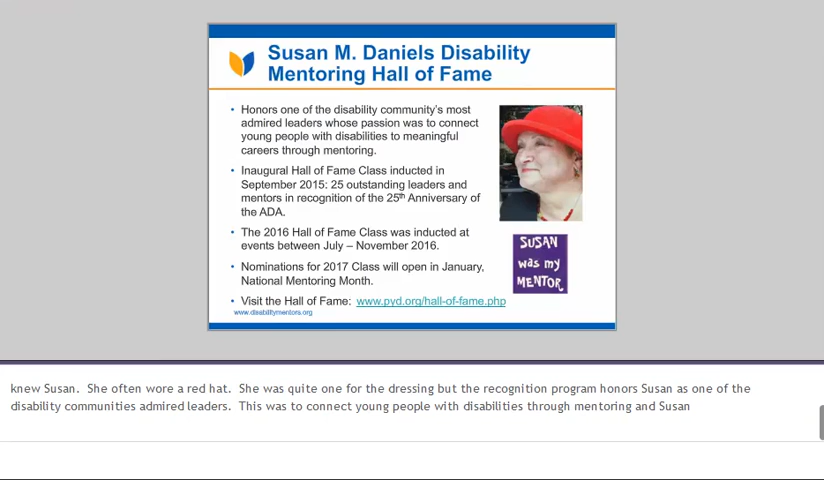 Susan M. Daniels Disability
Mentoring Hall of Fame
• Honors one of the disability community's most
admired leaders whose passion was to connect
young people with disabilities to meaningful
careers through mentoring.
• Inaugural Hall of Fame Class inducted in
September 2015: 25 outstanding leaders and
mentors in recognition of the 25th Anniversary of
the ADA.
• The 2016 Hall of Fame Class was inducted at
events between July – November 2016.
• Nominations for 2017 Class will open in January,
National Mentoring Month.
• Visit the Hall of Fame: www.pyd.org/hall-of-fame.php
www.disabilitymentors.org
SUSAN
was my
MENTOR
knew Susan. She often wore a red hat. She was quite one for the dressing but the recognition program honors Susan as one of the
disability communities admired leaders. This was to connect young people with disabilities through mentoring and Susan